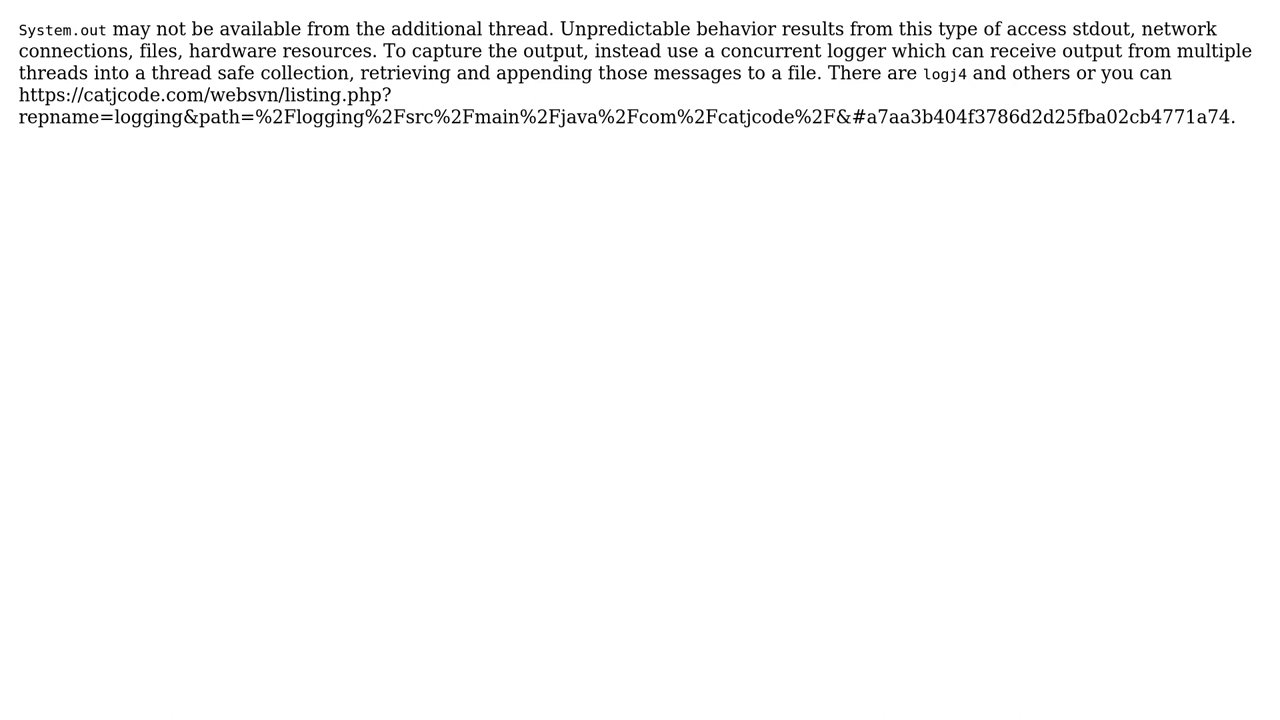 System.out may not be available from the additional thread. Unpredictable behavior results from this type of access stdout, network
connections, files, hardware resources. To capture the output, instead use a concurrent logger which can receive output from multiple
threads into a thread safe collection, retrieving and appending those messages to a file. There are logj4 and others or you can
https://catjcode.com/websvn/listing.php?
repname=logging&path=%2Flogging%2Fsrc%2Fmain%2Fjava%2Fcom%2Fcatjcode%2F&#a7aa3b404f3786d2d25fba02cb4771a74.